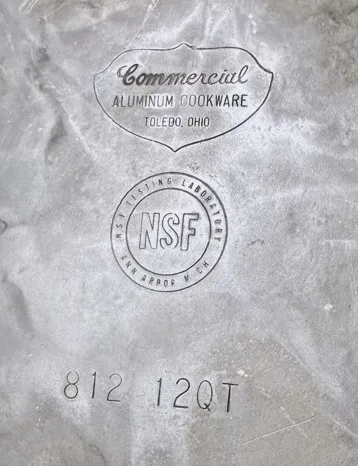 Commercial
ALUMINUM COOKWARE
TOLEDO, OHIO
NSF TESTING LABORATORY
NSF
ANN ARBOR MICH
812 12QT